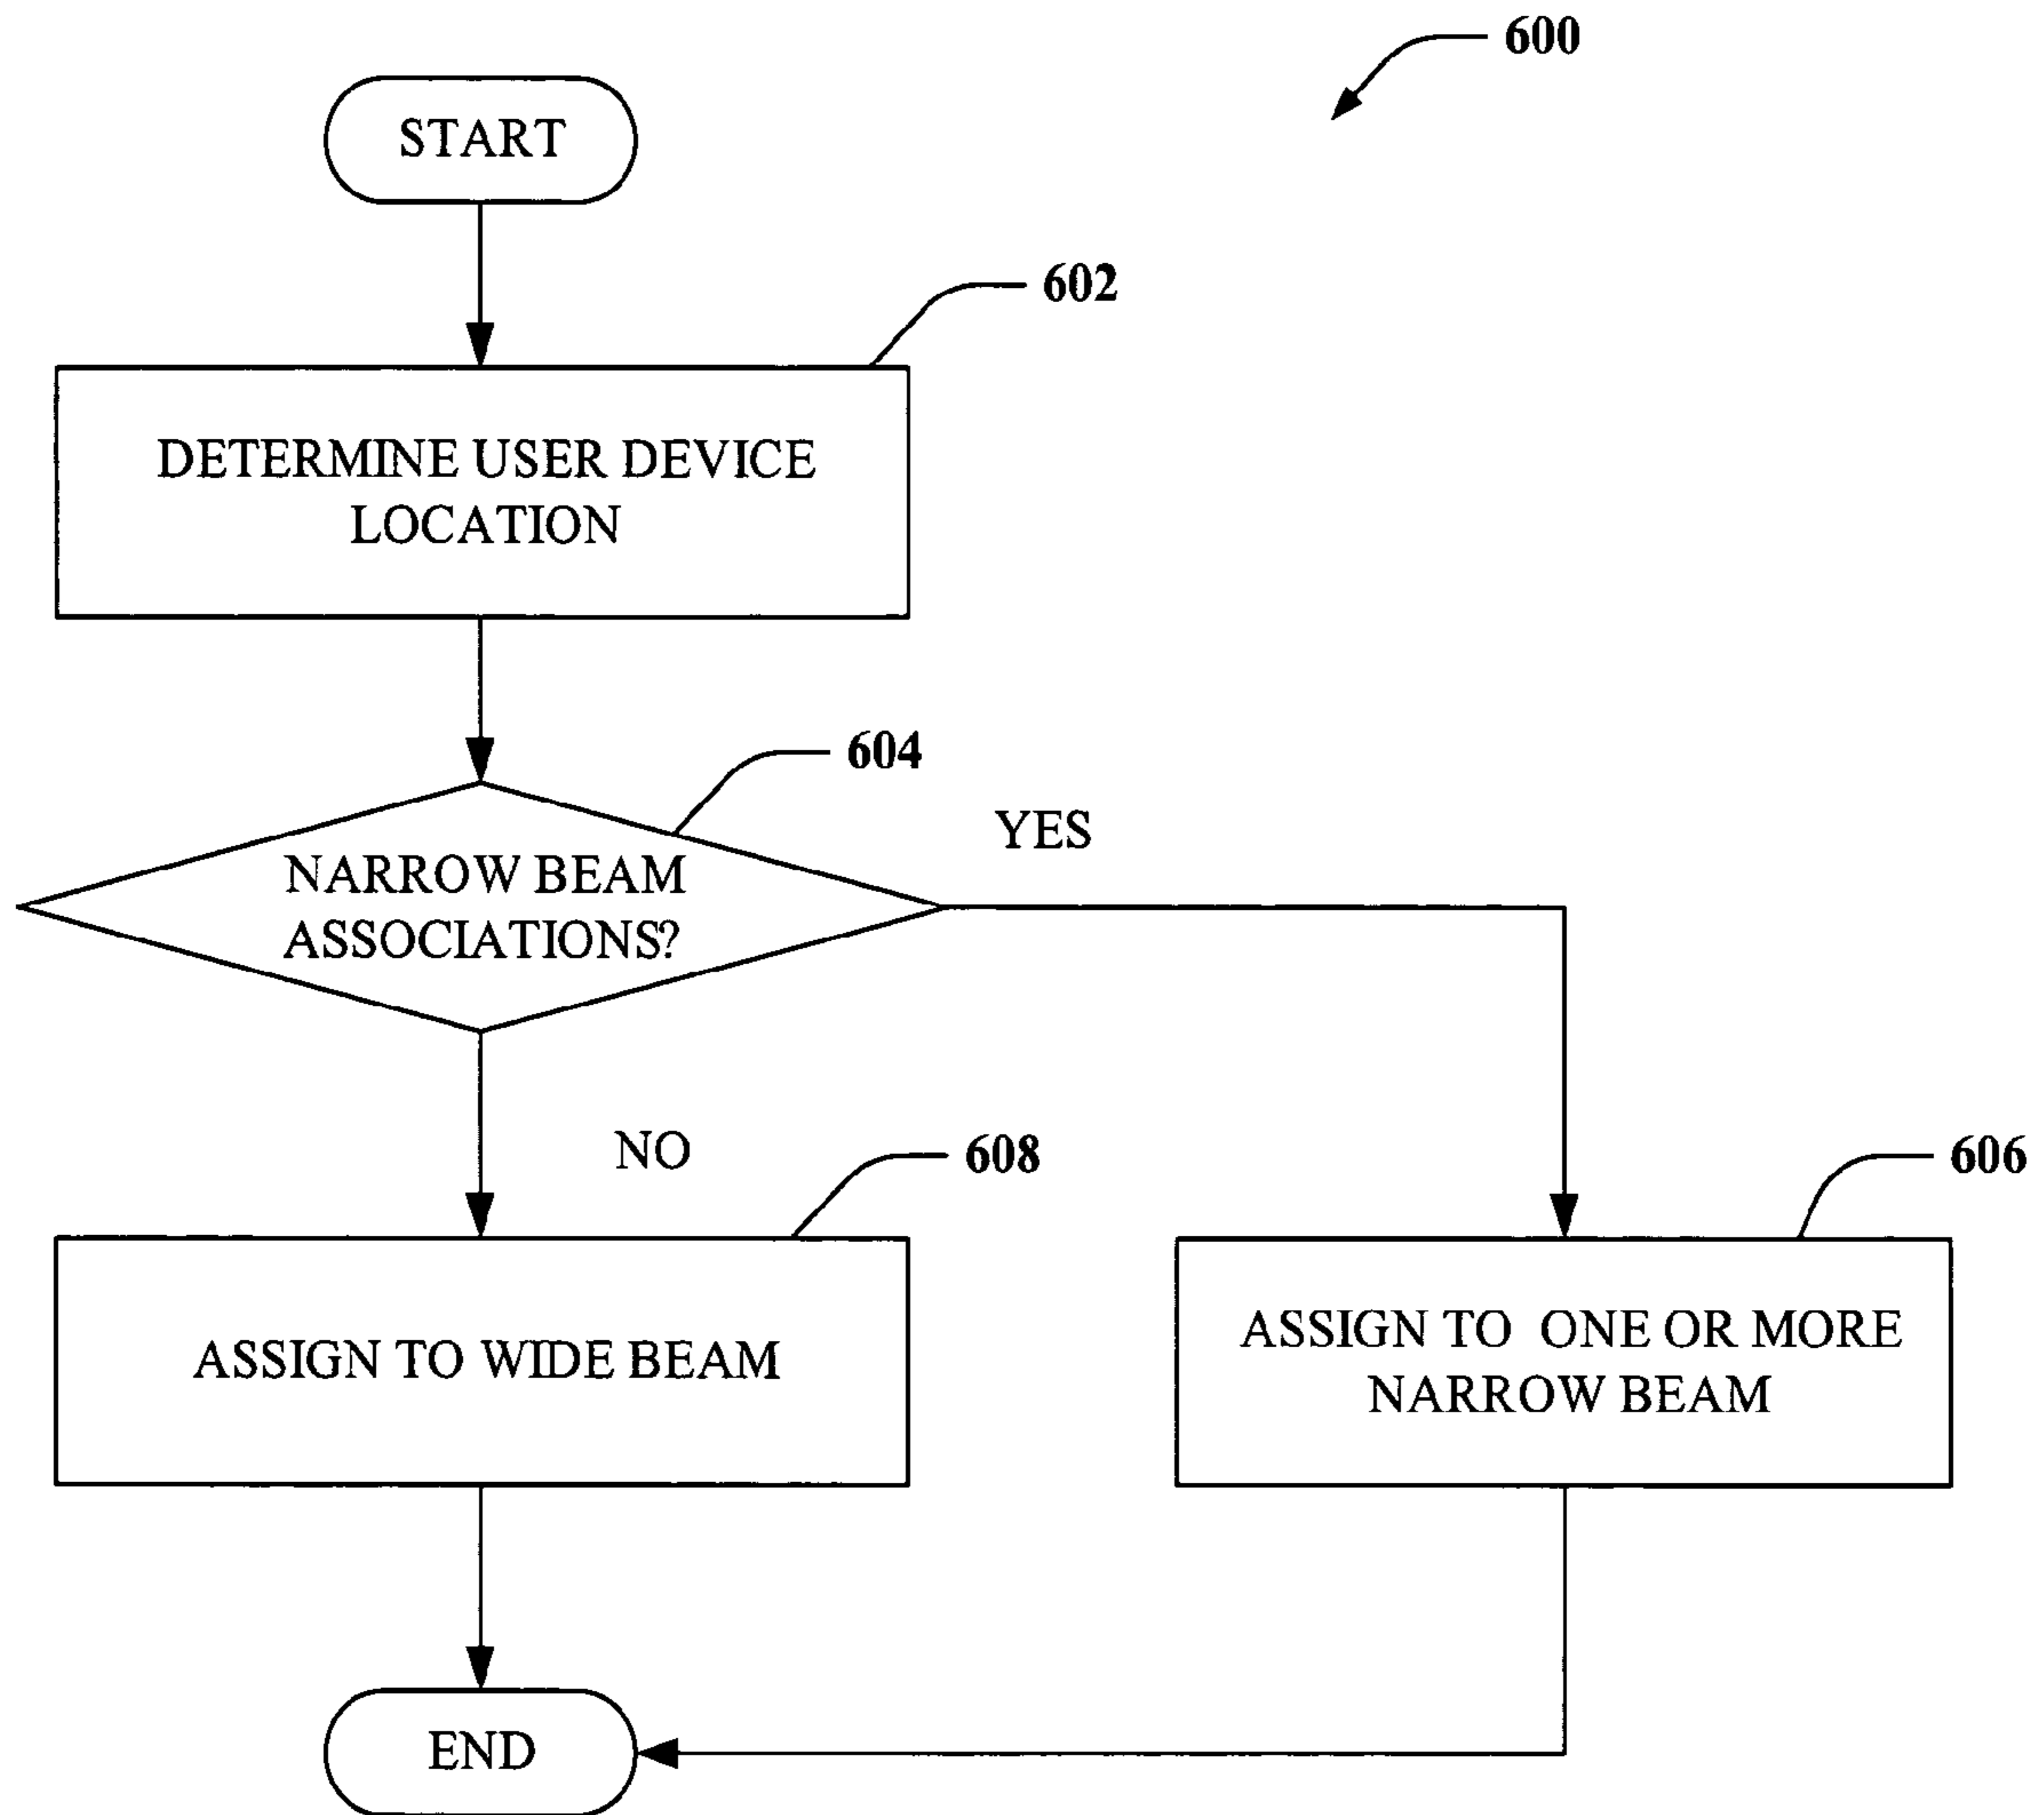 600
START
602
DETERMINE USER DEVICE
LOCATION
604
YES
NARROW BEAM
ASSOCIATIONS?
NO
608
606
ASSIGN TO WIDE BEAM
ASSIGN TO ONE OR MORE
NARROW BEAM
END